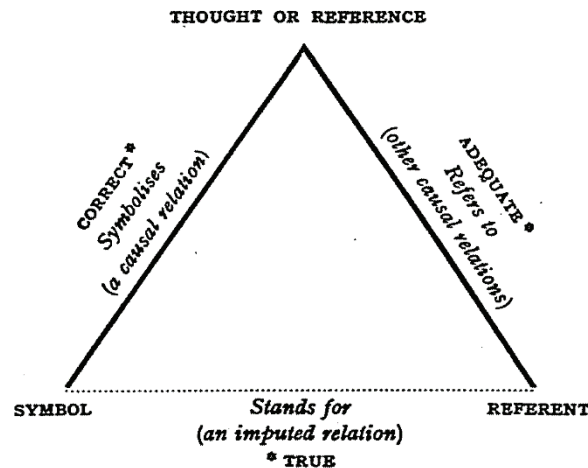 THOUGHT OR REFERENCE
CORRECT*
Symbolises
(a causal relation)
ADEQUATE*
Refers to
(other causal relations)
SYMBOL
Stands for
(an imputed relation)
* TRUE
REFERENT